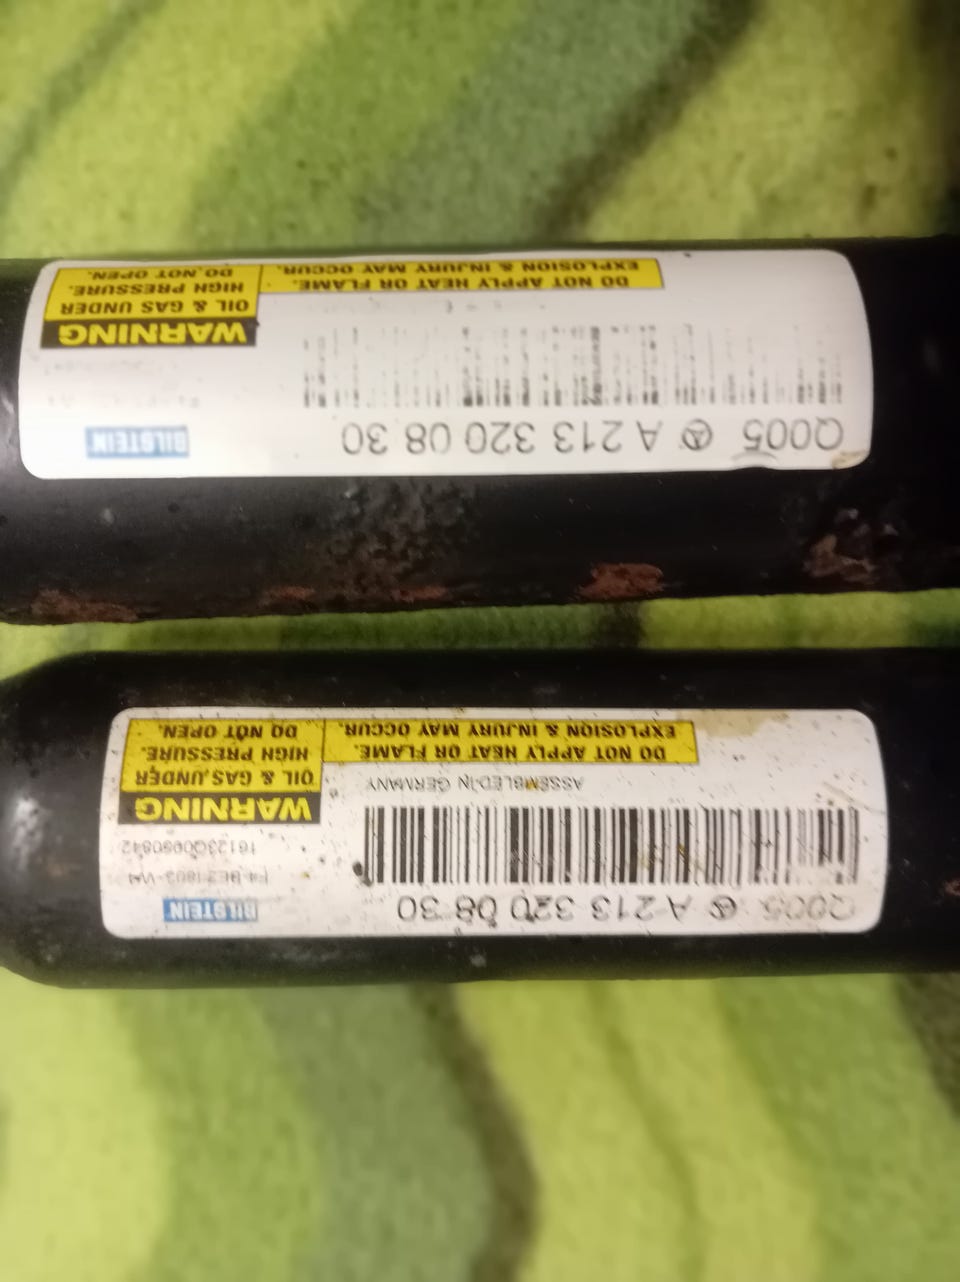 Q005 A 213 320 08 30
BILSTEIN
WARNING
OIL & GAS UNDER
HIGH PRESSURE.
DO NOT OPEN.
ASSEMBLED IN GERMANY
DO NOT APPLY HEAT OR FLAME.
EXPLOSION & INJURY MAY OCCUR.
Q005 A 213 320 08 30
BILSTEIN
WARNING
OIL & GAS UNDER
HIGH PRESSURE.
DO NOT OPEN.
DO NOT APPLY HEAT OR FLAME.
EXPLOSION & INJURY MAY OCCUR.